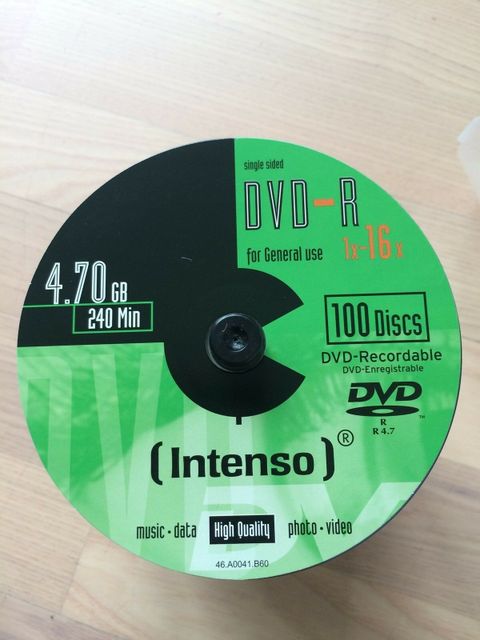 single sided
DVD-R
for General use 1x-16x
4.70 GB
240 Min
100 Discs
DVD-Recordable
DVD-Enregistrable
DVD
™
R
R 4.7
(Intenso)®
music · data High Quality photo · video
46.A0041.B60